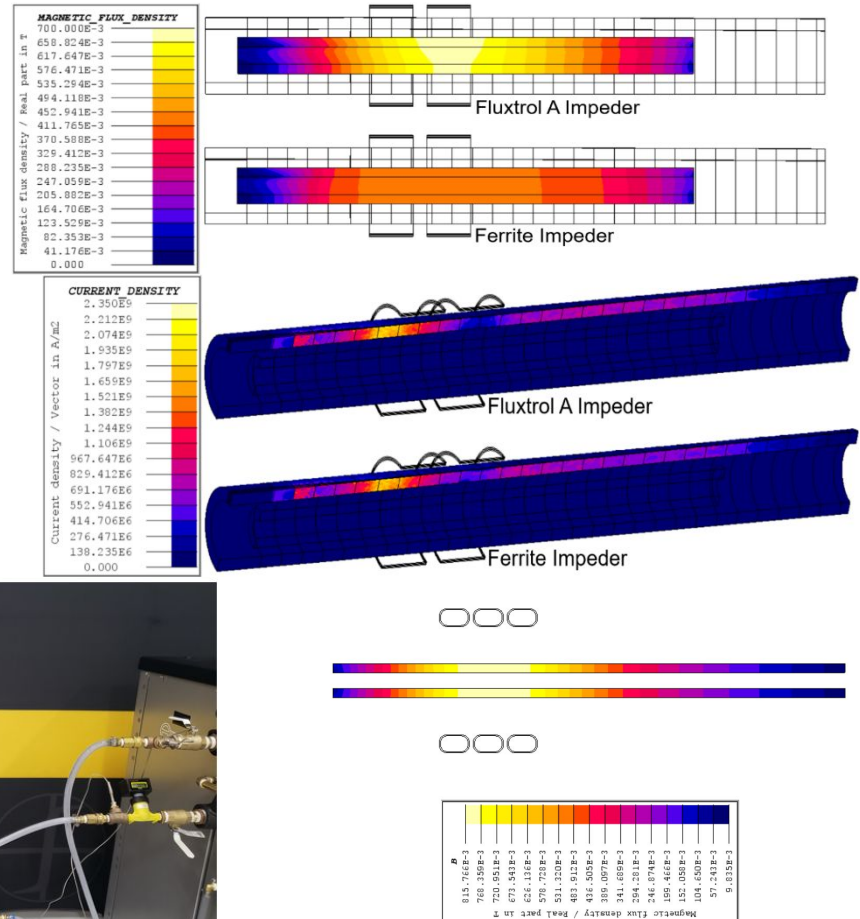 MAGNETIC_FLUX_DENSITY
Magnetic flux density / Real part in T
700.000E-3
658.824E-3
617.647E-3
576.471E-3
535.294E-3
494.118E-3
452.941E-3
411.765E-3
370.588E-3
329.412E-3
288.235E-3
247.059E-3
205.882E-3
164.706E-3
123.529E-3
82.353E-3
41.176E-3
0.000
Fluxtrol A Impeder
Ferrite Impeder
CURRENT_DENSITY
Current density / Vector in A/m2
2.350E9
2.212E9
2.074E9
1.935E9
1.797E9
1.659E9
1.521E9
1.382E9
1.244E9
1.106E9
967.647E6
829.412E6
691.176E6
552.941E6
414.706E6
276.471E6
138.235E6
0.000
Fluxtrol A Impeder
Ferrite Impeder
B
815.766E-3
768.359E-3
720.951E-3
673.543E-3
626.136E-3
578.728E-3
531.320E-3
483.912E-3
436.505E-3
389.097E-3
341.689E-3
294.281E-3
246.874E-3
199.466E-3
152.058E-3
104.650E-3
57.243E-3
9.835E-3
Magnetic flux density / Real part in T